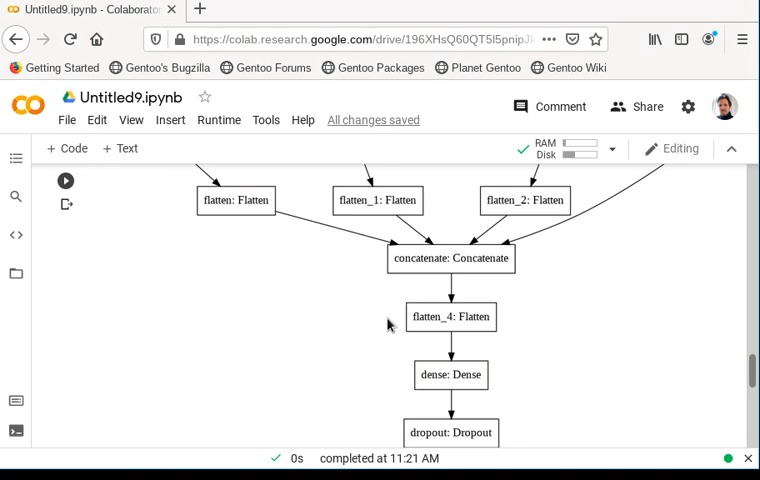 Untitled9.ipynb - Colaborato
https://colab.research.google.com/drive/196XHsQ60QT5l5pnipJ
Getting Started
Gentoo's Bugzilla
Gentoo Forums
Gentoo Packages
Planet Gentoo
Gentoo Wiki
Untitled9.ipynb
Comment
Share
File Edit View Insert Runtime Tools Help All changes saved
+ Code + Text
RAM
Disk
Editing
flatten: Flatten
flatten_1: Flatten
flatten_2: Flatten
concatenate: Concatenate
flatten_4: Flatten
dense: Dense
dropout: Dropout
0s completed at 11:21 AM